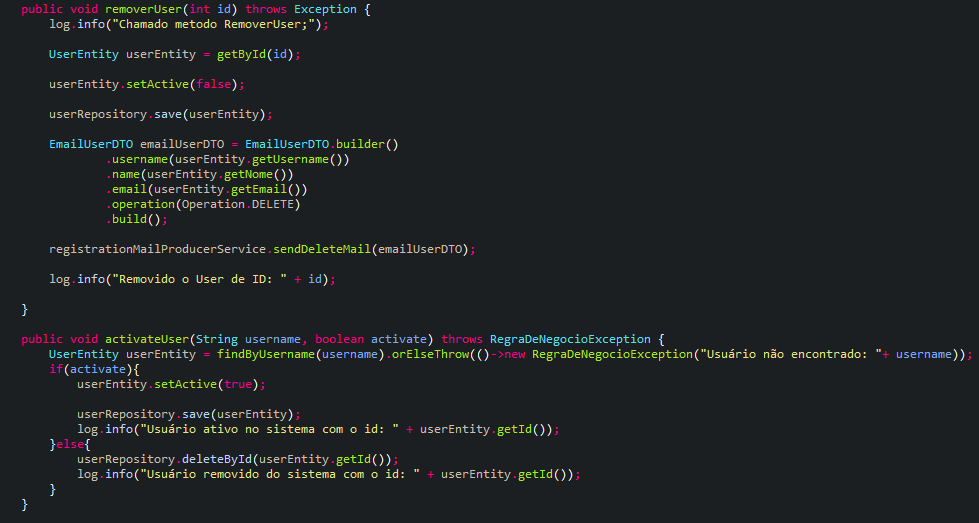 public void removerUser(int id) throws Exception {
log.info("Chamado metodo RemoverUser;");
UserEntity userEntity = getById(id);
userEntity.setActive(false);
userRepository.save(userEntity);
EmailUserDTO emailUserDTO = EmailUserDTO.builder()
.username(userEntity.getUsername())
.name(userEntity.getNome())
.email(userEntity.getEmail())
.operation(Operation.DELETE)
.build();
registrationMailProducerService.sendDeleteMail(emailUserDTO);
log.info("Removido o User de ID: " + id);
}
public void activateUser(String username, boolean activate) throws RegraDeNegocioException {
UserEntity userEntity = findByUsername(username).orElseThrow(()->new RegraDeNegocioException("Usuário não encontrado: "+ username));
if(activate){
userEntity.setActive(true);
userRepository.save(userEntity);
log.info("Usuário ativo no sistema com o id: " + userEntity.getId());
}else{
userRepository.deleteById(userEntity.getId());
log.info("Usuário removido do sistema com o id: " + userEntity.getId());
}
}